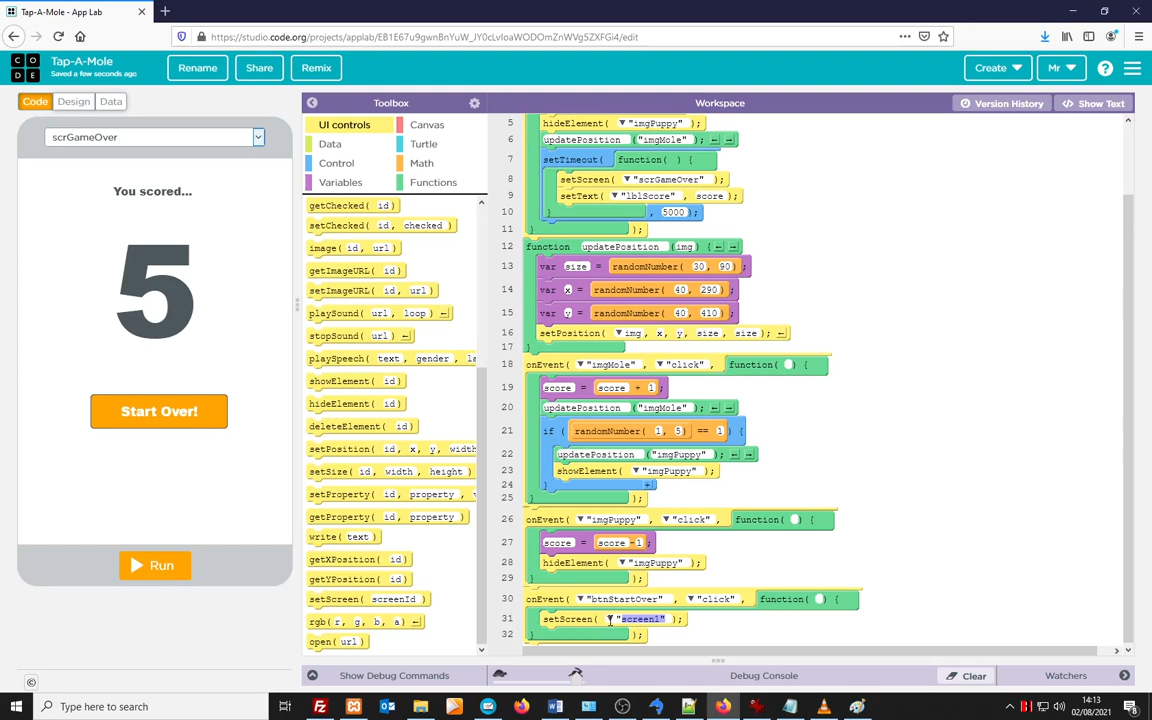 Tap-A-Mole - App Lab
https://studio.code.org/projects/applab/EB1E67u9gwnBnYuW_JY0cLvIoaWODOmZnWVg5ZXFGi4/edit
C O
D E
Tap-A-Mole
Saved a few seconds ago
Rename
Share
Remix
Create
Mr
?
Code
Design
Data
Toolbox
Workspace
Version History
Show Text
scrGameOver
You scored...
5
Start Over!
Run
UI controls
Canvas
Data
Turtle
Control
Math
Variables
Functions
getChecked( id)
setChecked( id, checked )
image( id, url)
getImageURL( id)
setImageURL( id, url)
playSound( url, loop)
stopSound( url)
playSpeech( text, gender, la
showElement( id)
hideElement( id)
deleteElement( id)
setPosition( id, x, y, width
setSize( id, width, height)
setProperty( id, property, v
getProperty( id, property )
write( text)
getXPosition( id)
getYPosition( id)
setScreen( screenId )
rgb( r, g, b, a)
open( url)
5 hideElement( "imgPuppy");
6 updatePosition ("imgMole");
7 setTimeout( function( ) {
8 setScreen( "scrGameOver");
9 setText( "lblScore", score);
10 } , 5000);
11 } );
12 function updatePosition (img) {
13 var size = randomNumber( 30, 90) ;
14 var x = randomNumber( 40, 290) ;
15 var y = randomNumber( 40, 410) ;
16 setPosition( img, x, y, size, size);
17 }
18 onEvent( "imgMole", "click", function( ) {
19 score = score + 1 ;
20 updatePosition ("imgMole");
21 if ( randomNumber( 1, 5) == 1 ) {
22 updatePosition ("imgPuppy");
23 showElement( "imgPuppy");
24 } +
25 } );
26 onEvent( "imgPuppy", "click", function( ) {
27 score = score -1 ;
28 hideElement( "imgPuppy");
29 } );
30 onEvent( "btnStartOver", "click", function( ) {
31 setScreen( "screen1" );
32 } );
Show Debug Commands
Debug Console
Clear
Watchers
Type here to search
14:13
02/08/2021